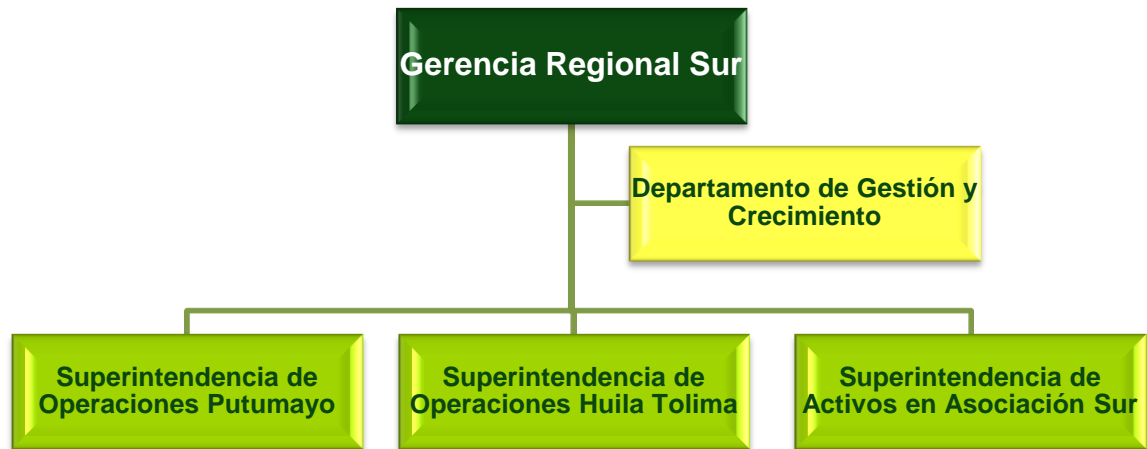 Gerencia Regional Sur
Departamento de Gestión y
Crecimiento
Superintendencia de
Operaciones Putumayo
Superintendencia de
Operaciones Huila Tolima
Superintendencia de
Activos en Asociación Sur